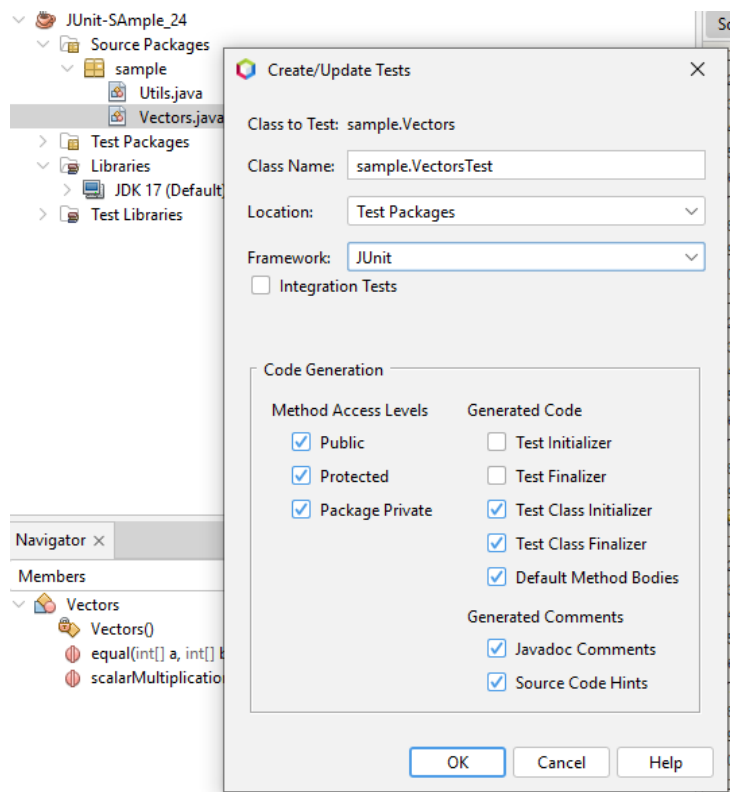 JUnit-SAmple_24
Source Packages
sample
Utils.java
Vectors.java
Test Packages
Libraries
JDK 17 (Default)
Test Libraries
Navigator ×
Members
Vectors
Vectors()
equal(int[] a, int[]
scalarMultiplicatio
Create/Update Tests
Class to Test: sample.Vectors
Class Name: sample.VectorsTest
Location: Test Packages
Framework: JUnit
Integration Tests
Code Generation
Method Access Levels Generated Code
Public Test Initializer
Protected Test Finalizer
Package Private Test Class Initializer
Test Class Finalizer
Default Method Bodies
Generated Comments
Javadoc Comments
Source Code Hints
OK Cancel Help